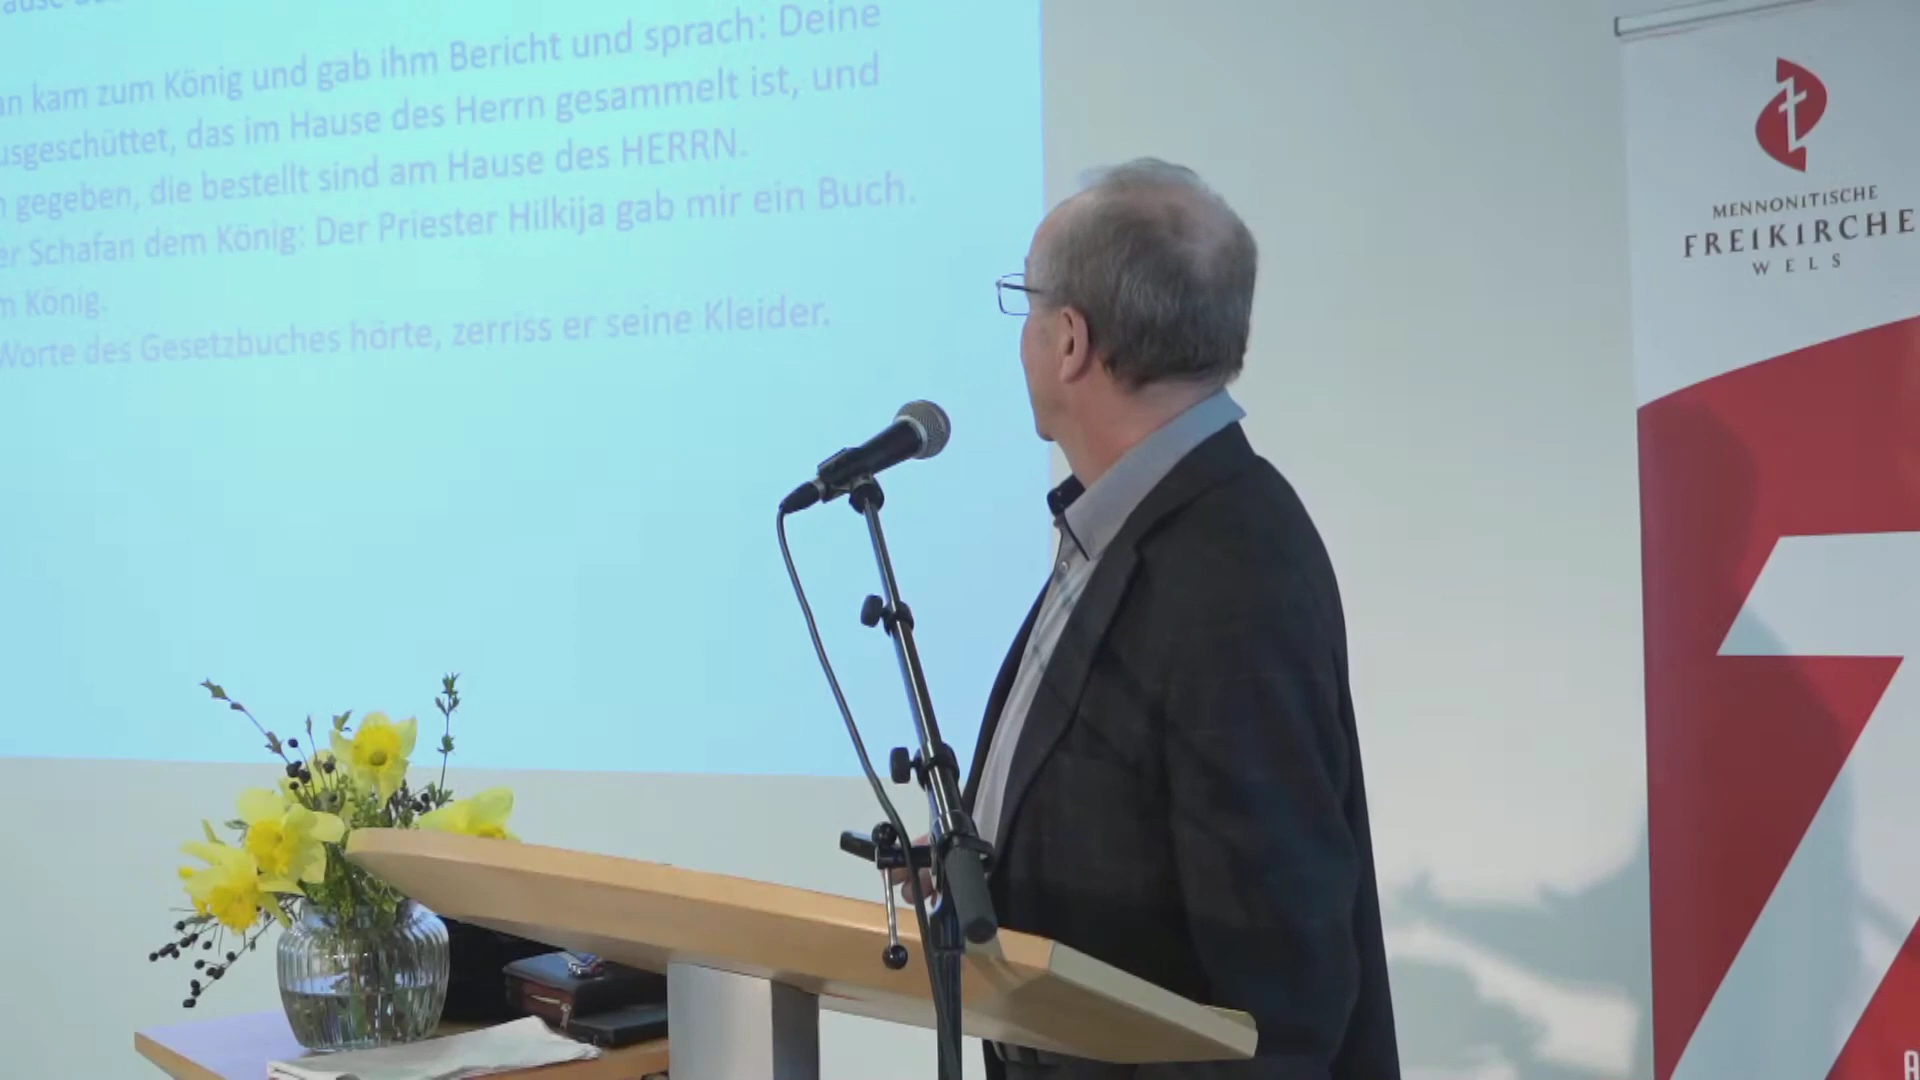 an kam zum König und gab ihm Bericht und sprach: Deine
usgeschüttet, das im Hause des Herrn gesammelt ist, und
n gegeben, die bestellt sind am Hause des HERRN.
er Schafan dem König: Der Priester Hilkija gab mir ein Buch.
m König.
Worte des Gesetzbuches hörte, zerriss er seine Kleider.
MENNONITISCHE
FREIKIRCHE
WELS